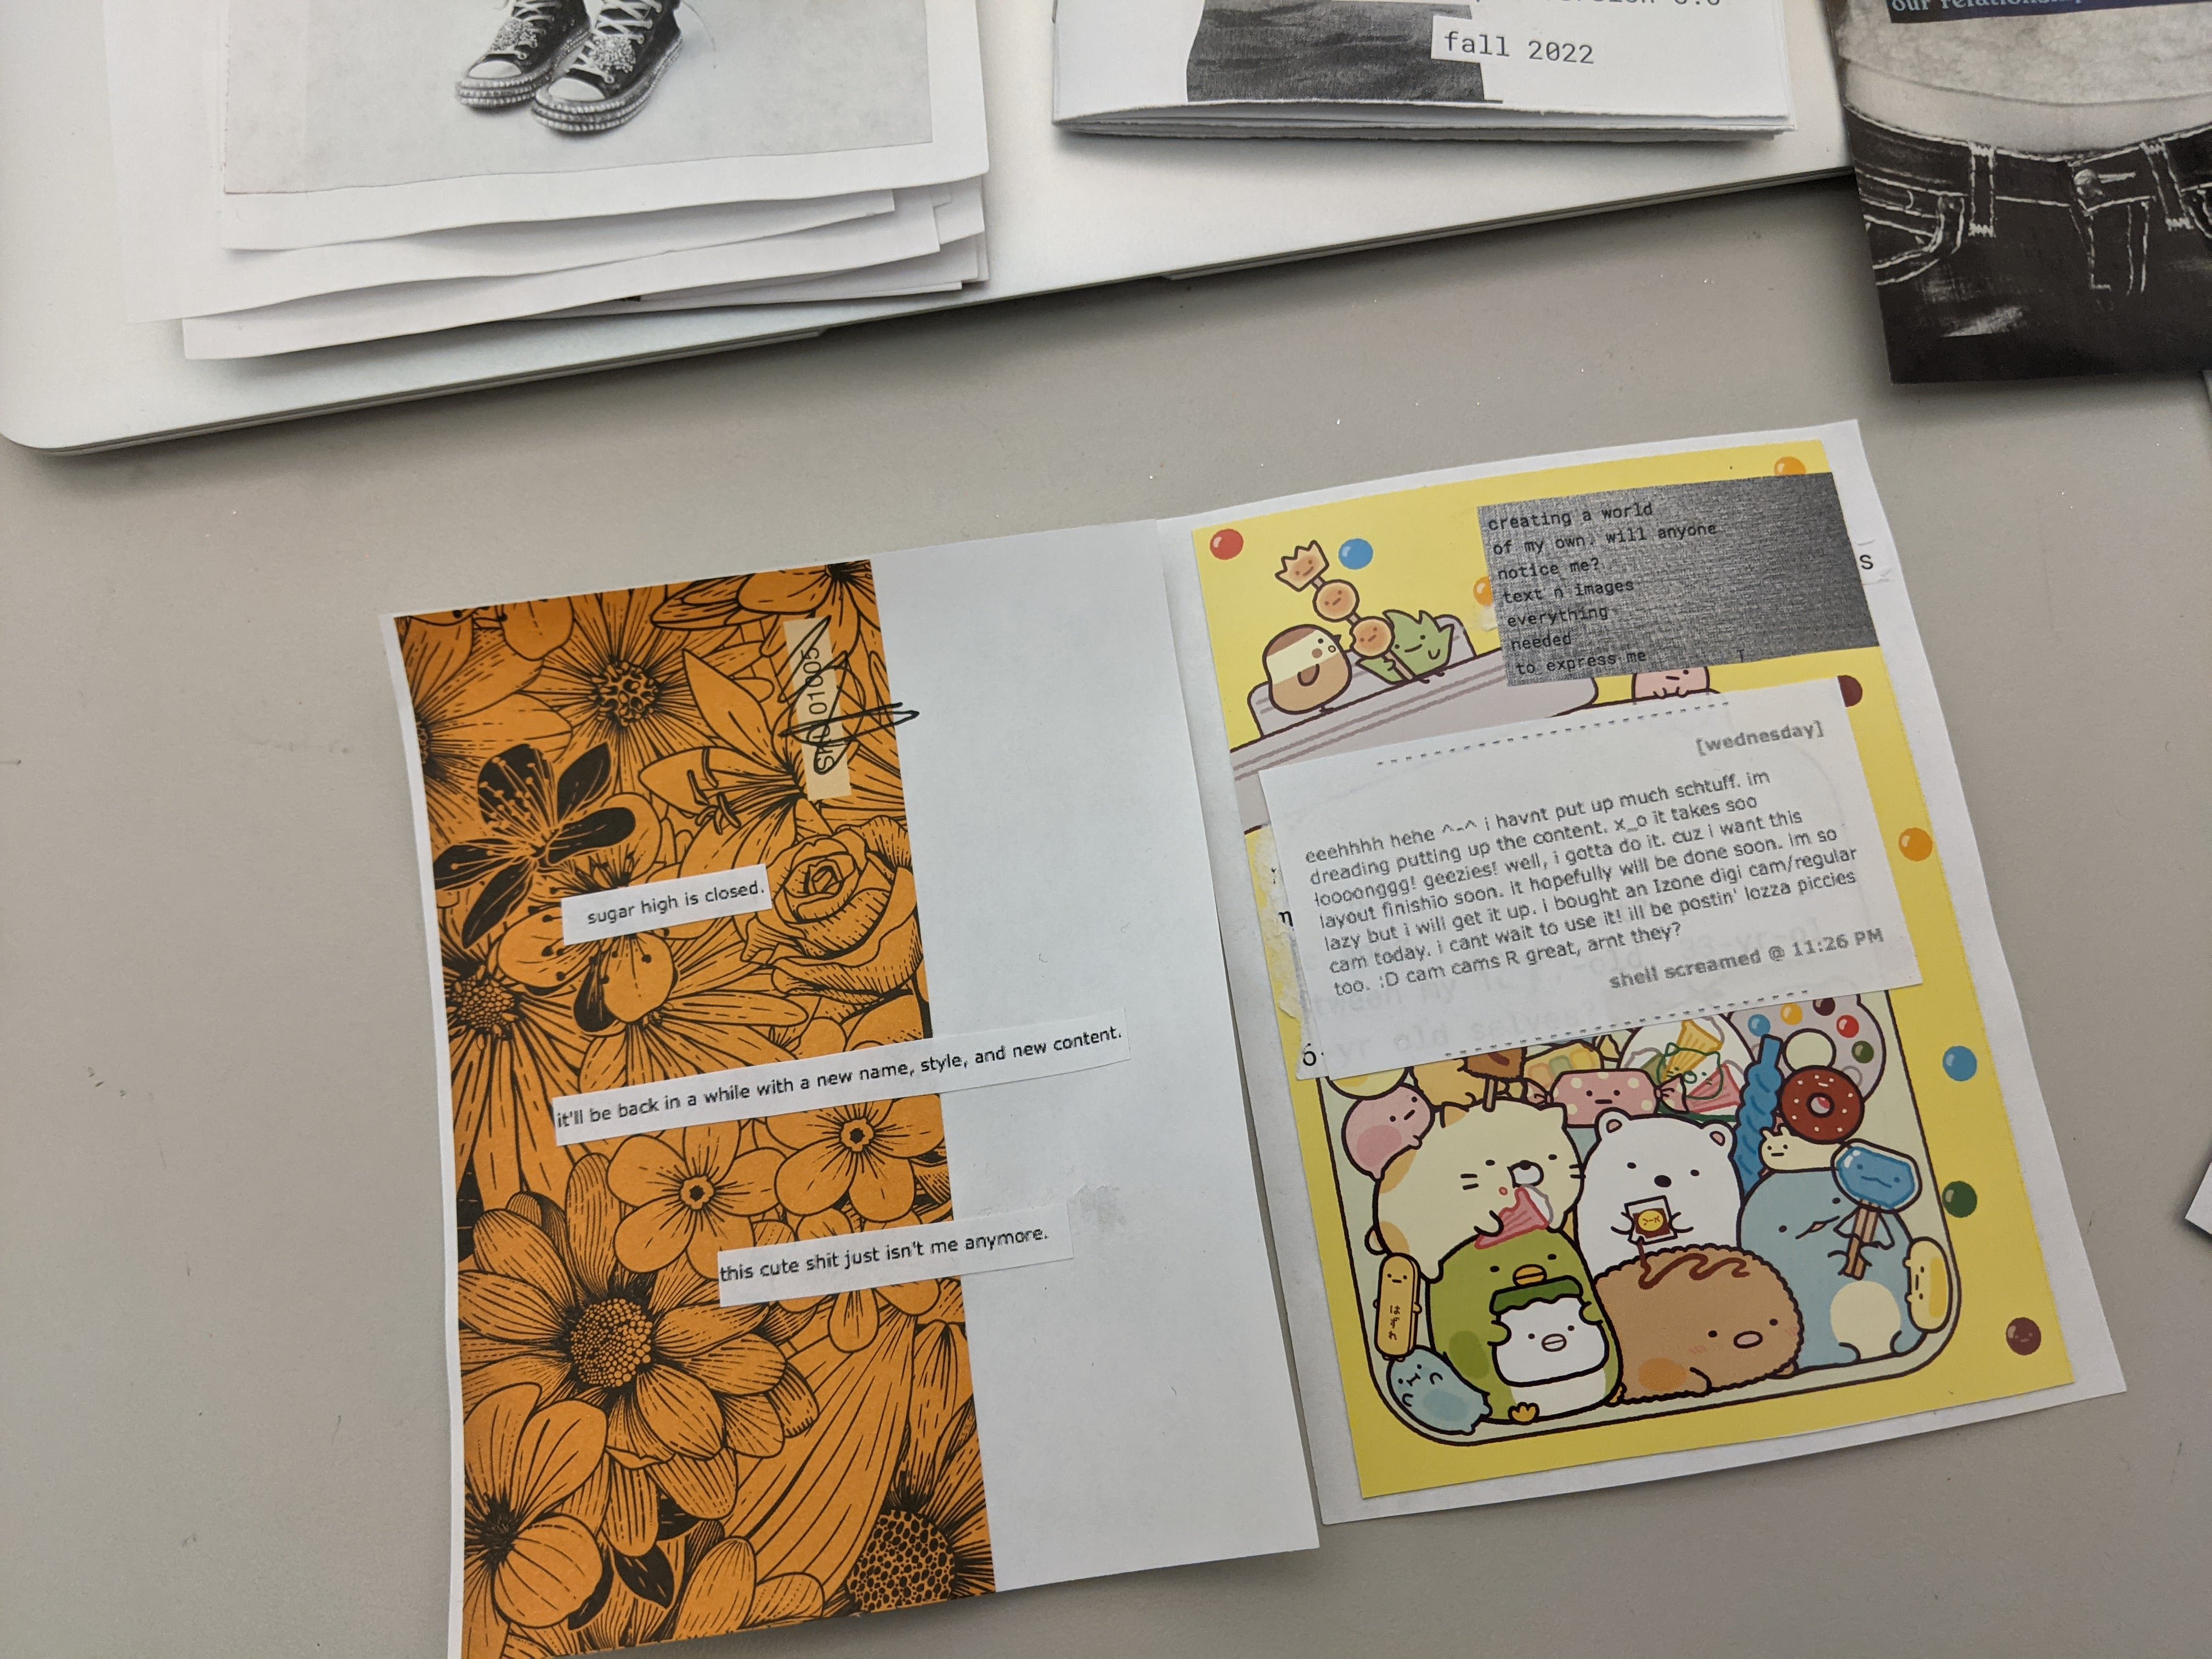 fall 2022
our relationship
sugar high is closed.
it'll be back in a while with a new name, style, and new content.
this cute shit just isn't me anymore.
creating a world
of my own. will anyone
notice me?
text n images
everything
needed
to express me
s
[wednesday]
eeehhhh hehe ^-^ i havnt put up much schtuff. im
dreading putting up the content. x_o it takes soo
loooonggg! geezies! well, i gotta do it. cuz i want this
layout finishio soon. it hopefully will be done soon. im so
lazy but i will get it up. i bought an Izone digi cam/regular
cam today. i cant wait to use it! ill be postin' lozza piccies
too. :D cam cams R great, arnt they?
shell screamed @ 11:26 PM
yr old selves